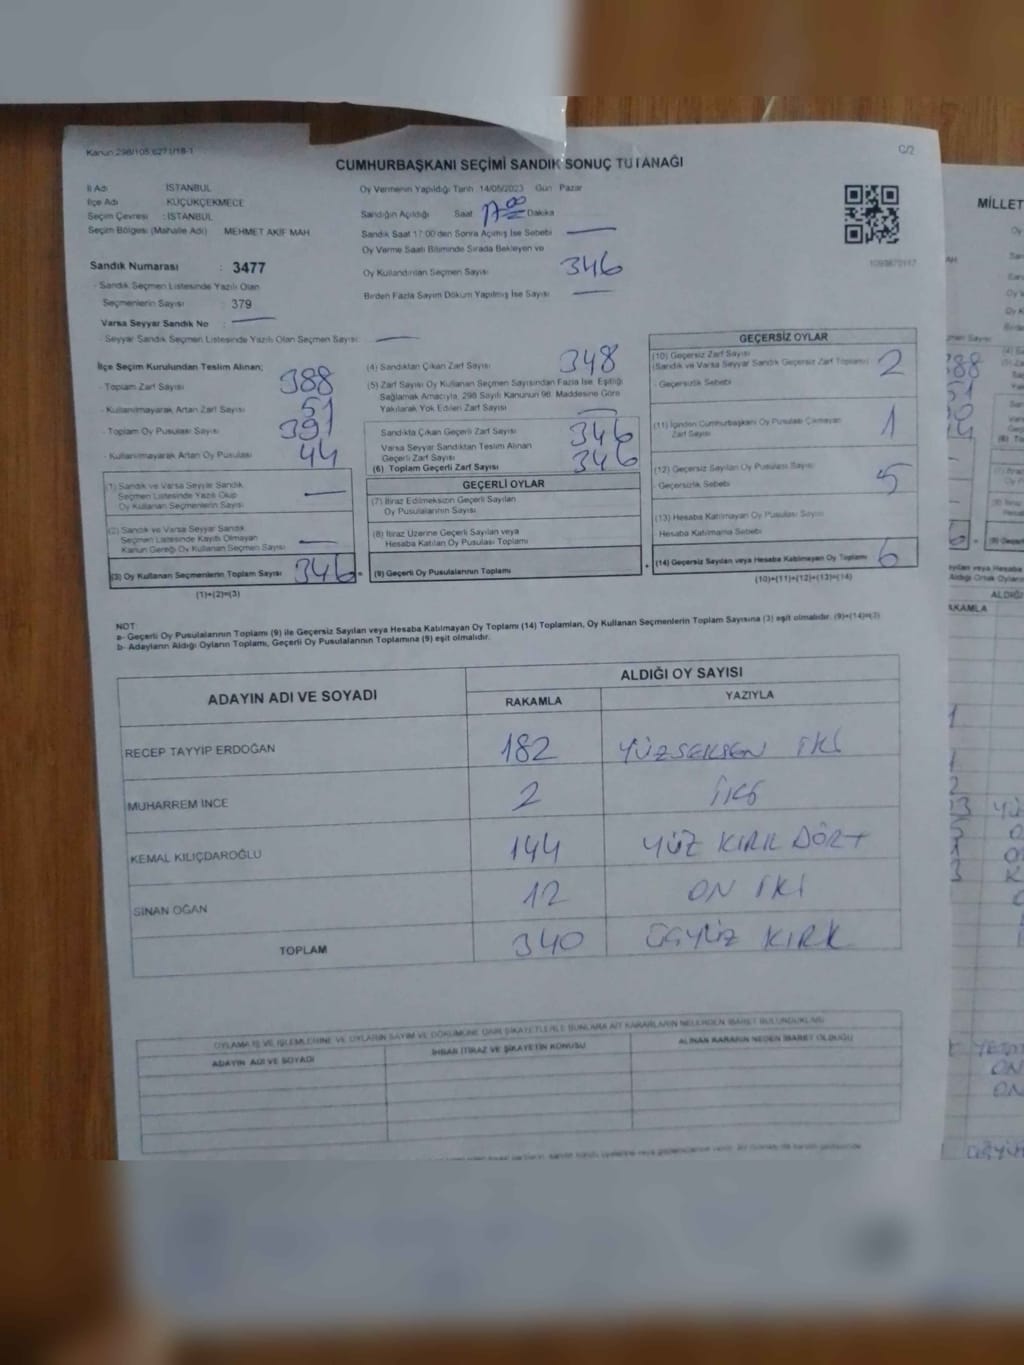 Kanun 298/105 6271/18-1
C/2
CUMHURBAŞKANI SEÇİMİ SANDIK SONUÇ TUTANAĞI
İl Adı : İSTANBUL
İlçe Adı : KÜÇÜKÇEKMECE
Seçim Çevresi : İSTANBUL
Seçim Bölgesi (Mahalle Adı) MEHMET AKİF MAH
Sandık Numarası : 3477
- Sandık Seçmen Listesinde Yazılı Olan
Seçmenlerin Sayısı : 379
Varsa Seyyar Sandık No
- Seyyar Sandık Seçmen Listesinde Yazılı Olan Seçmen Sayısı:
Oy Vermenin Yapıldığı Tarih 14/05/2023 Gün Pazar
Sandığın Açıldığı Saat 17:00 Dakika
Sandık Saat 17:00'den Sonra Açılmış İse Sebebi
Oy Verme Saati Bitiminde Sırada Bekleyen ve
Oy Kullandırılan Seçmen Sayısı 346
Birden Fazla Sayım Döküm Yapılmış İse Sayısı
İlçe Seçim Kurulundan Teslim Alınan;
- Toplam Zarf Sayısı 388
- Kullanılmayarak Artan Zarf Sayısı 51
- Toplam Oy Pusulası Sayısı 391
- Kullanılmayarak Artan Oy Pusulası 44
(1) Sandık ve Varsa Seyyar Sandık
Seçmen Listesinde Yazılı Olup
Oy Kullanan Seçmenlerin Sayısı
(2) Sandık ve Varsa Seyyar Sandık
Seçmen Listesinde Kayıtlı Olmayan
Kanun Gereği Oy Kullanan Seçmen Sayısı
(3) Oy Kullanan Seçmenlerin Toplam Sayısı 346
(1)+(2)=(3)
(4) Sandıktan Çıkan Zarf Sayısı 348
(5) Zarf Sayısı Oy Kullanan Seçmen Sayısından Fazla İse, Eşitliği
Sağlamak Amacıyla, 298 Sayılı Kanunun 98. Maddesine Göre
Yakılarak Yok Edilen Zarf Sayısı
Sandıkta Çıkan Geçerli Zarf Sayısı 346
Varsa Seyyar Sandıktan Teslim Alınan
Geçerli Zarf Sayısı
(6) Toplam Geçerli Zarf Sayısı 346
GEÇERLİ OYLAR
(7) İtiraz Edilmeksizin Geçerli Sayılan
Oy Pusulalarının Sayısı
(8) İtiraz Üzerine Geçerli Sayılan veya
Hesaba Katılan Oy Pusulası Toplamı
(9) Geçerli Oy Pusulalarının Toplamı
GEÇERSİZ OYLAR
(10) Geçersiz Zarf Sayısı
(Sandık ve Varsa Seyyar Sandık Geçersiz Zarf Toplamı) 2
Geçersizlik Sebebi
(11) İçinden Cumhurbaşkanı Oy Pusulası Çıkmayan
Zarf Sayısı 1
(12) Geçersiz Sayılan Oy Pusulası Sayısı 5
- Geçersizlik Sebebi
(13) Hesaba Katılmayan Oy Pusulası Sayısı
Hesaba Katılmama Sebebi
(14) Geçersiz Sayılan veya Hesaba Katılmayan Oy Toplamı 6
(10)+(11)+(12)+(13)=(14)
NOT:
a- Geçerli Oy Pusulalarının Toplamı (9) ile Geçersiz Sayılan veya Hesaba Katılmayan Oy Toplamı (14) Toplamları, Oy Kullanan Seçmenlerin Toplam Sayısına (3) eşit olmalıdır. (9)+(14)=(3)
b- Adayların Aldığı Oyların Toplamı, Geçerli Oy Pusulalarının Toplamına (9) eşit olmalıdır.
ADAYIN ADI VE SOYADI ALDIĞI OY SAYISI
RAKAMLA YAZIYLA
RECEP TAYYİP ERDOĞAN 182 YÜZSEKSEN İKİ
MUHARREM İNCE 2 İKİ
KEMAL KILIÇDAROĞLU 144 YÜZ KIRK DÖRT
SİNAN OĞAN 12 ON İKİ
TOPLAM 340 ÜÇYÜZ KIRK
OYLAMA İŞ VE İŞLEMLERİNE VE OYLARIN SAYIM VE DÖKÜMÜNE DAİR ŞİKAYETLERLE BUNLARA AİT KARARLARIN NELERDEN İBARET BULUNDUKLARI
ADAYIN ADI VE SOYADI İHBAR İTİRAZ VE ŞİKAYETİN KONUSU ALINAN KARARIN NEDEN İBARET OLDUĞU
MİLLET
ALDIĞI